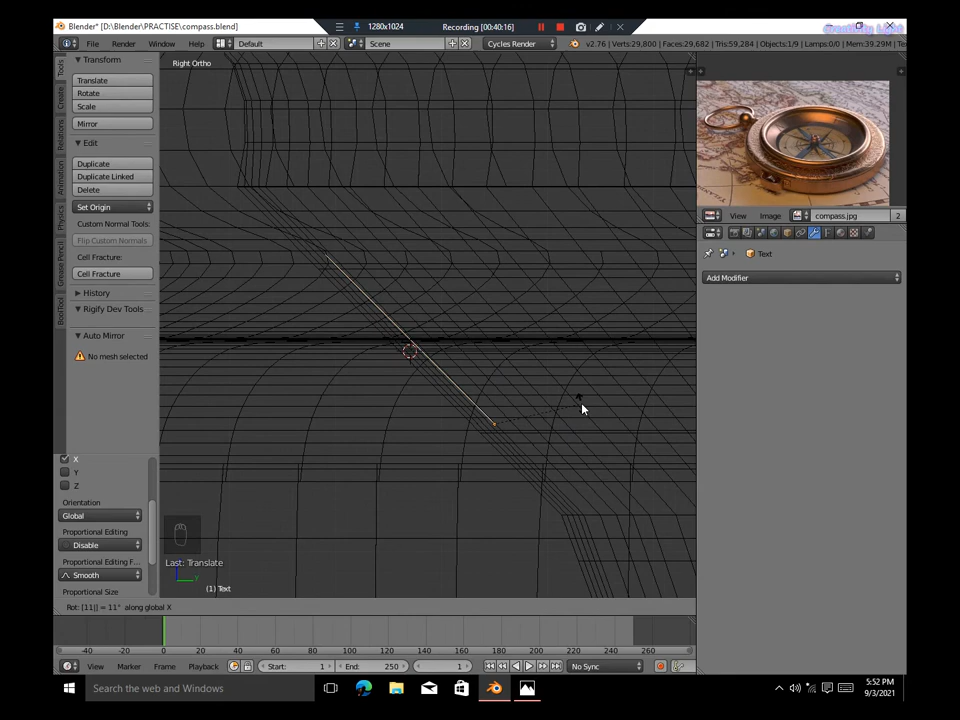 Blender* [D:\Blender\PRACTISE\compass.blend]
1280x1024
Recording [00:40:16]
Creativity Light
File
Render
Window
Help
Default
Scene
Cycles Render
v2.76 | Verts:29,800 | Faces:29,682 | Tris:59,284 | Objects:1/9 | Lamps:0/0 | Mem:39.29M | Te
Tools
Create
Relations
Animation
Physics
Grease Pencil
BoolTool
Transform
Translate
Rotate
Scale
Mirror
Edit
Duplicate
Duplicate Linked
Delete
Set Origin
Custom Normal Tools:
Flip Custom Normals
Cell Fracture:
Cell Fracture
History
Rigify Dev Tools
Auto Mirror
No mesh selected
X
Y
Z
Orientation
Global
Proportional Editing
Disable
Proportional Editing F...
Smooth
Proportional Size
Right Ortho
Last: Translate
(1) Text
Rot: [11|] = 11° along global X
View
Image
compass.jpg
2
Text
Add Modifier
-40 -20 0 20 40 60 80 100 120 140 160 180 200 220 240 260
View
Marker
Frame
Playback
Start: 1
End: 250
1
No Sync
Search the web and Windows
5:52 PM
9/3/2021